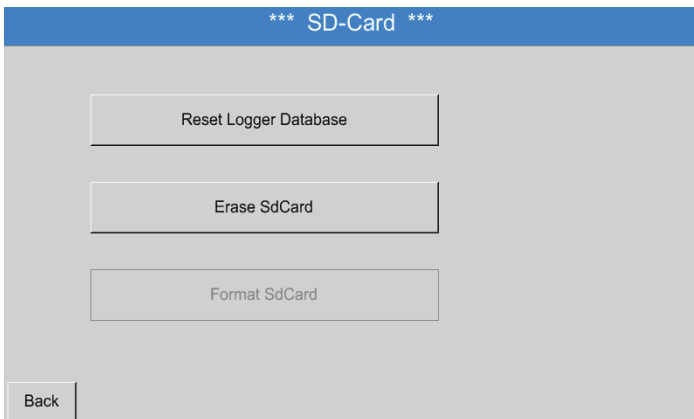 *** SD-Card ***
Reset Logger Database
Erase SdCard
Format SdCard
Back